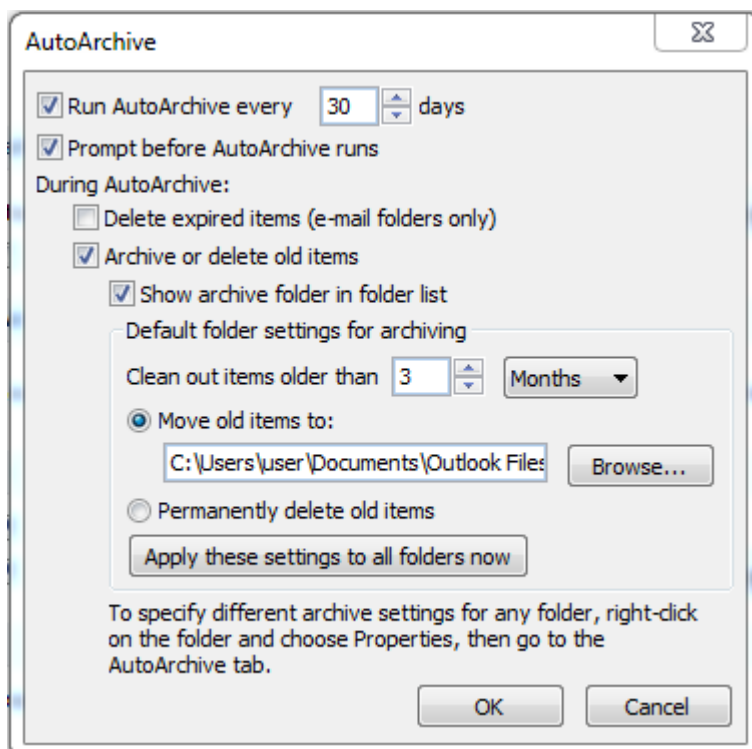 AutoArchive
Run AutoArchive every 30 days
Prompt before AutoArchive runs
During AutoArchive:
Delete expired items (e-mail folders only)
Archive or delete old items
Show archive folder in folder list
Default folder settings for archiving
Clean out items older than 3 Months
Move old items to:
C:\Users\user\Documents\Outlook Files Browse...
Permanently delete old items
Apply these settings to all folders now
To specify different archive settings for any folder, right-click
on the folder and choose Properties, then go to the
AutoArchive tab.
OK Cancel